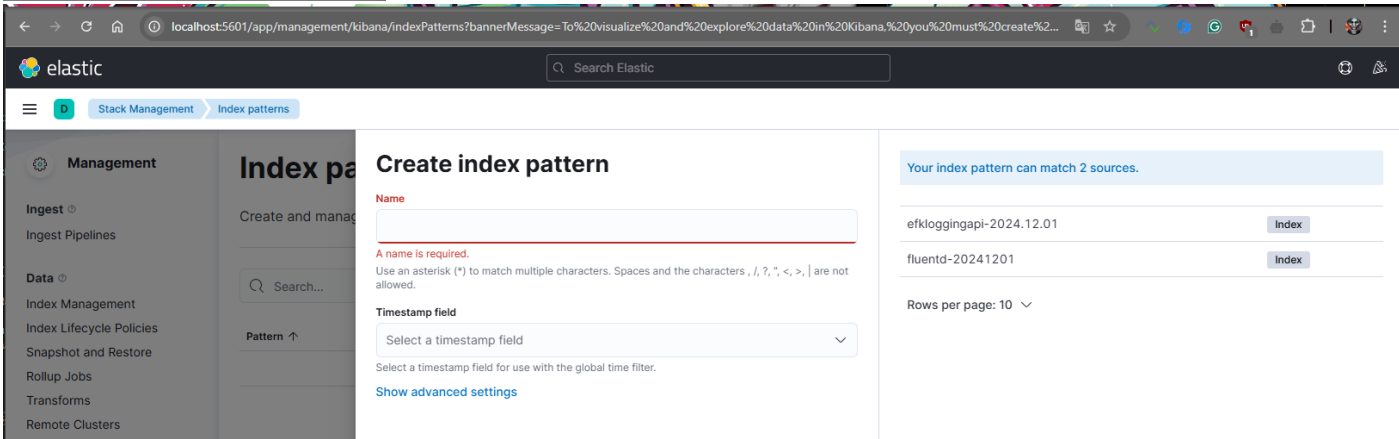 localhost:5601/app/management/kibana/indexPatterns?bannerMessage=To%20visualize%20and%20explore%20data%20in%20Kibana,%20you%20must%20create%2...
elastic
Search Elastic
D
Stack Management
Index patterns
Management
Ingest
Ingest Pipelines
Data
Index Management
Index Lifecycle Policies
Snapshot and Restore
Rollup Jobs
Transforms
Remote Clusters
Index pa
Create and manag
Search...
Pattern ↑
Create index pattern
Name
A name is required.
Use an asterisk (*) to match multiple characters. Spaces and the characters , /, ?, ", <, >, | are not
allowed.
Timestamp field
Select a timestamp field
Select a timestamp field for use with the global time filter.
Show advanced settings
Your index pattern can match 2 sources.
efkloggingapi-2024.12.01 Index
fluentd-20241201 Index
Rows per page: 10